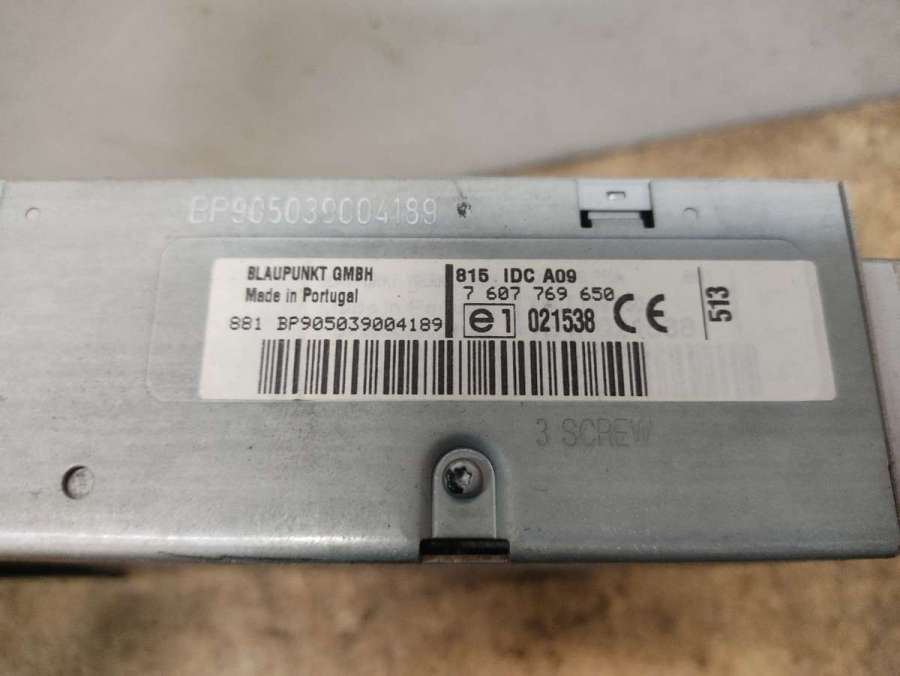 BP905039004189
BLAUPUNKT GMBH
Made in Portugal
881 BP905039004189
815 IDC A09
7 607 769 650
e1 021538 CE
513
3 SCREW